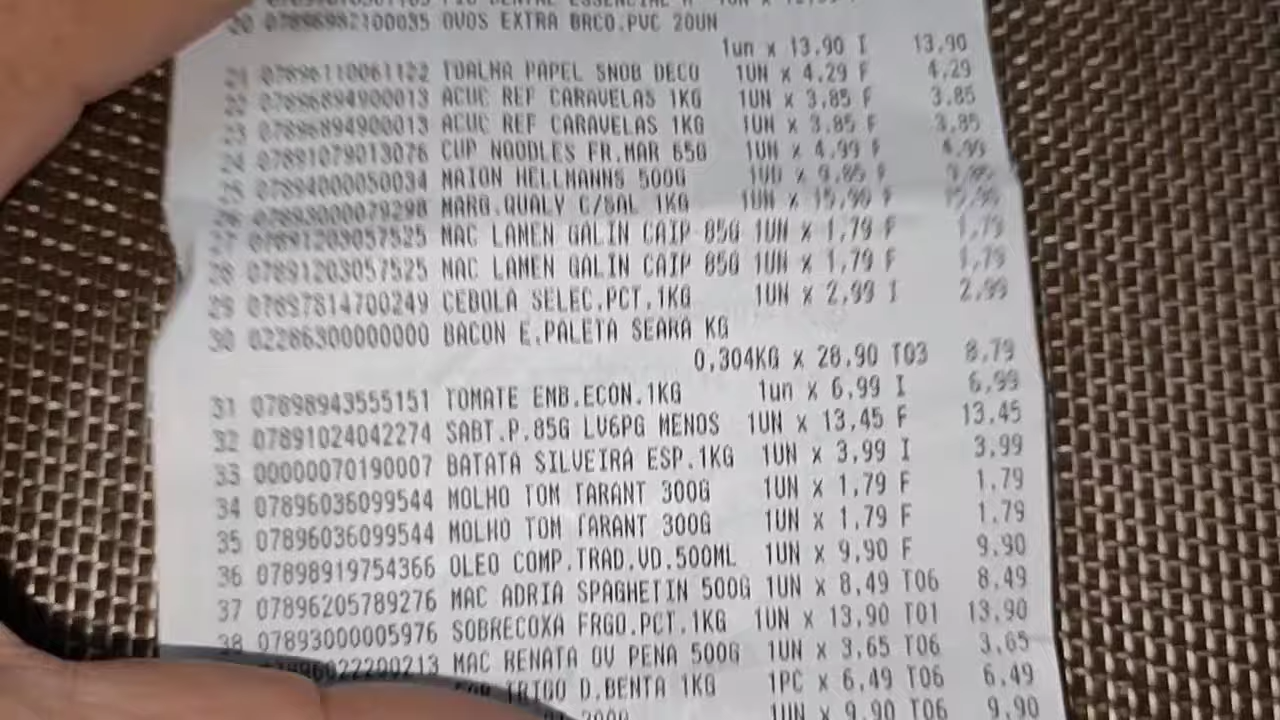 20 07896982100035 OVOS EXTRA BRCO.PVC 20UN
1un x 13,90 I 13,90
21 07896110061122 TOALHA PAPEL SNOB DECO 1UN x 4,29 F 4,29
22 07896894900013 ACUC REF CARAVELAS 1KG 1UN x 3,85 F 3,85
23 07896894900013 ACUC REF CARAVELAS 1KG 1UN x 3,85 F 3,85
24 07891079013076 CUP NOODLES FR.MAR 65G 1UN x 4,99 F 4,99
25 07894000050034 MAION HELLMANNS 500G 1UN x 9,85 F 9,85
26 07893000079298 MARG.QUALY C/SAL 1KG 1UN x 15,90 F 15,90
27 07891203057525 MAC LAMEN GALIN CAIP 85G 1UN x 1,79 F 1,79
28 07891203057525 MAC LAMEN GALIN CAIP 85G 1UN x 1,79 F 1,79
29 07897814700249 CEBOLA SELEC.PCT.1KG 1UN x 2,99 I 2,99
30 02286300000000 BACON E.PALETA SEARA KG
0,304KG x 28,90 T03 8,79
31 07898943555151 TOMATE EMB.ECON.1KG 1un x 6,99 I 6,99
32 07891024042274 SABT.P.85G LV6PG MENOS 1UN x 13,45 F 13,45
33 00000070190007 BATATA SILVEIRA ESP.1KG 1UN x 3,99 I 3,99
34 07896036099544 MOLHO TOM TARANT 300G 1UN x 1,79 F 1,79
35 07896036099544 MOLHO TOM TARANT 300G 1UN x 1,79 F 1,79
36 07898919754366 OLEO COMP.TRAD.VD.500ML 1UN x 9,90 F 9,90
37 07896205789276 MAC ADRIA SPAGHETIN 500G 1UN x 8,49 T06 8,49
38 07893000005976 SOBRECOXA FRGO.PCT.1KG 1UN x 13,90 T01 13,90
MAC RENATA OV PENA 500G 1UN x 3,65 T06 3,65
TRIGO D.BENTA 1KG 1PC x 6,49 T06 6,49
1UN x 9,90 T06 9,90